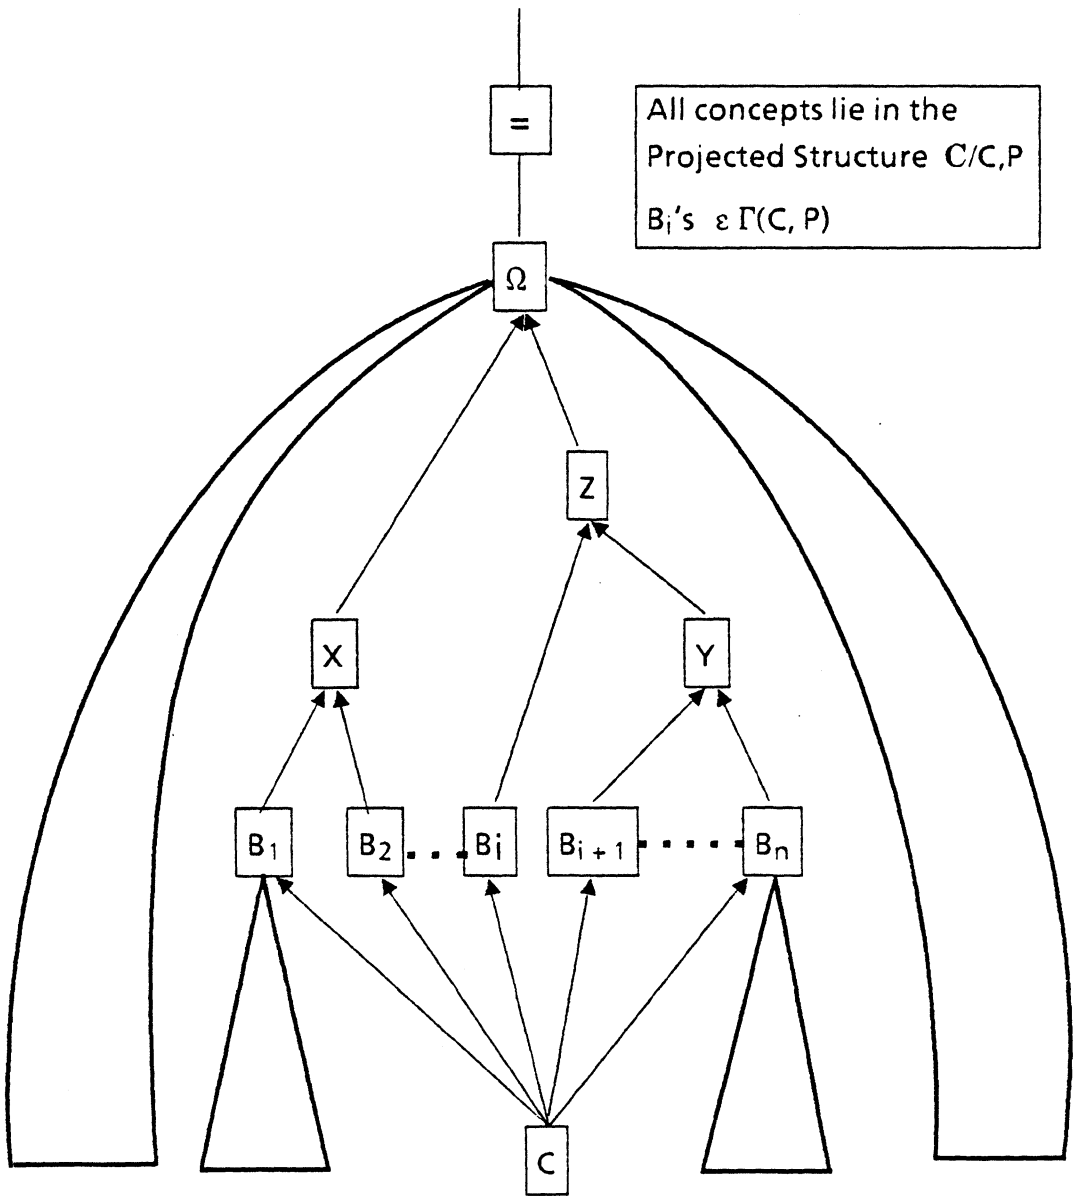 =
All concepts lie in the
Projected Structure C/C,P
Bᵢ's ε Γ(C, P)
Ω
Z
X
Y
B₁
B₂
Bi
Bᵢ₊₁
Bₙ
C